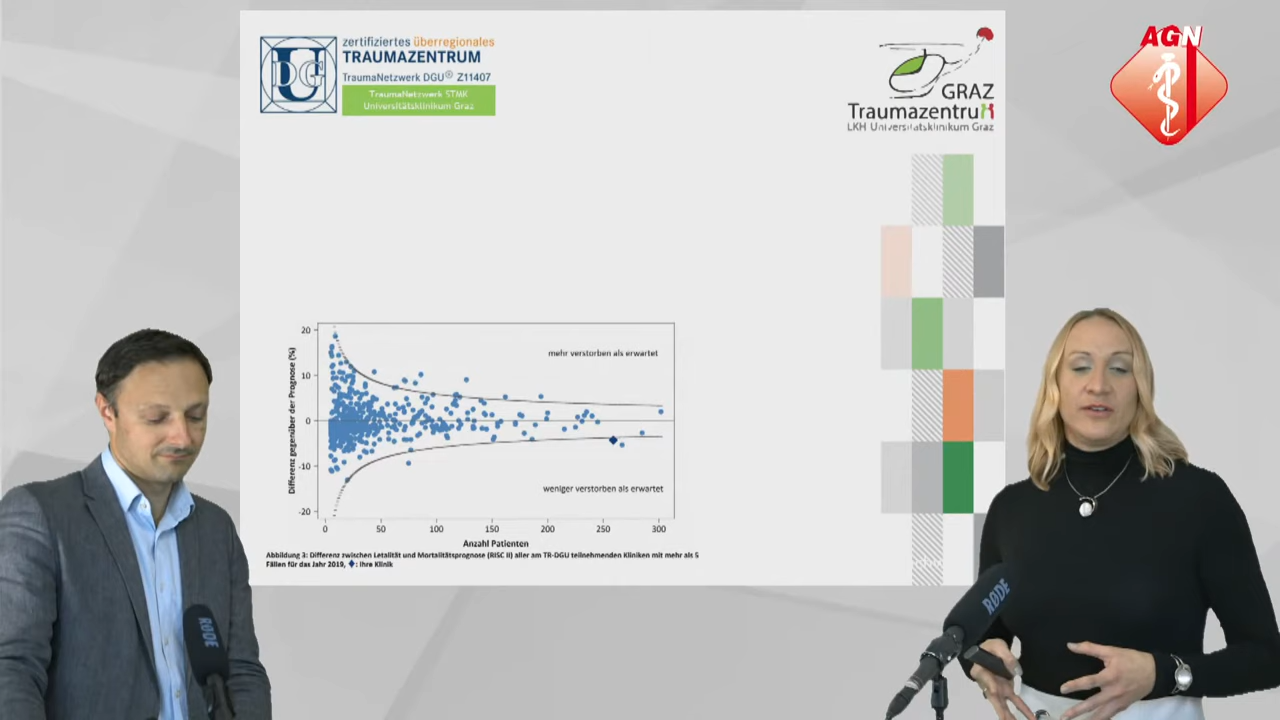 zertifiziertes überregionales
TRAUMAZENTRUM
TraumaNetzwerk DGU® Z11407
TraumaNetzwerk STMK
Universitätsklinikum Graz
DGU
GRAZ
Traumazentrum
LKH Universitätsklinikum Graz
AGN
Differenz gegenüber der Prognose (%)
20
10
0
-10
-20
mehr verstorben als erwartet
weniger verstorben als erwartet
0 50 100 150 200 250 300
Anzahl Patienten
Abbildung 3: Differenz zwischen Letalität und Mortalitätsprognose (RISC II) aller am TR-DGU teilnehmenden Kliniken mit mehr als 5
Fällen für das Jahr 2019, ◆: Ihre Klinik
RØDE
RØDE